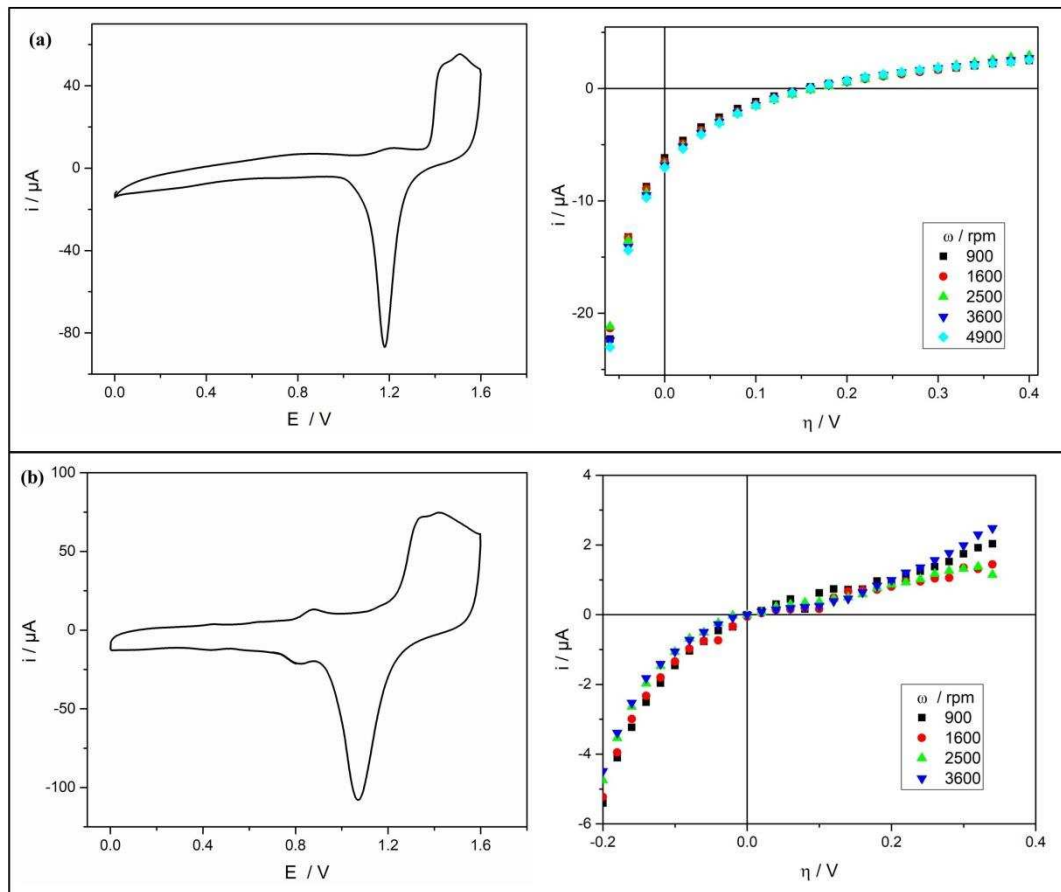 (a)
40
0
-40
-80
i / µA
0.0 0.4 0.8 1.2 1.6
E / V
0
-10
-20
i / µA
ω / rpm
900
1600
2500
3600
4900
0.0 0.1 0.2 0.3 0.4
η / V
(b)
100
50
0
-50
-100
i / µA
0.0 0.4 0.8 1.2 1.6
E / V
4
2
0
-2
-4
-6
i / µA
ω / rpm
900
1600
2500
3600
-0.2 0.0 0.2 0.4
η / V